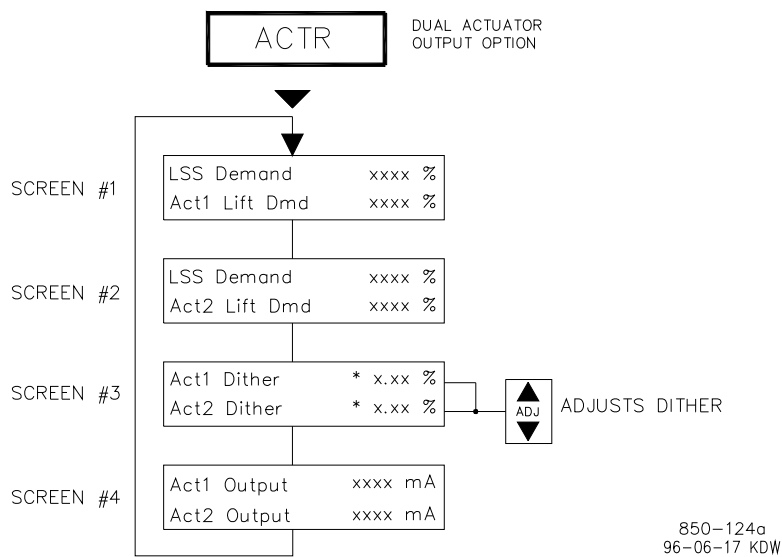 ACTR
DUAL ACTUATOR
OUTPUT OPTION
SCREEN #1
LSS Demand xxxx %
Act1 Lift Dmd xxxx %
SCREEN #2
LSS Demand xxxx %
Act2 Lift Dmd xxxx %
SCREEN #3
Act1 Dither * x.xx %
Act2 Dither * x.xx %
ADJ
ADJUSTS DITHER
SCREEN #4
Act1 Output xxxx mA
Act2 Output xxxx mA
850-124a
96-06-17 KDW